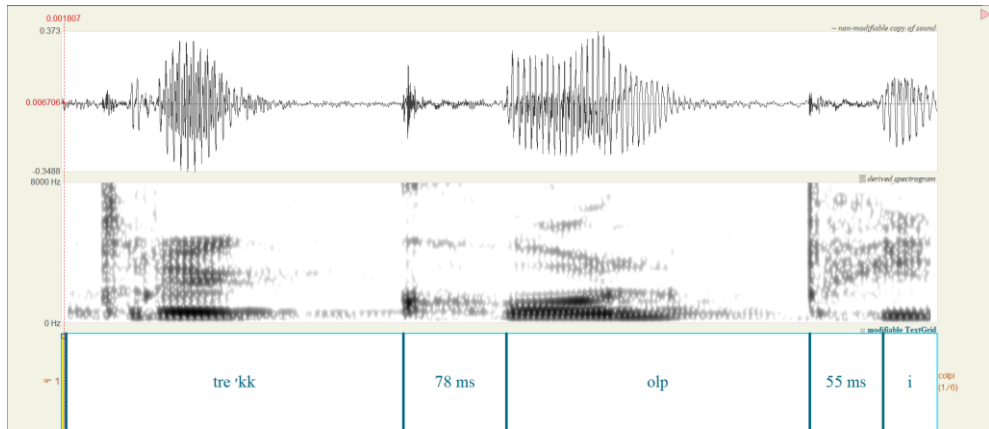 0.001807
0.373
– non-modifiable copy of sound
0.006706
-0.3488
8000 Hz
derived spectrogram
0 Hz
:: modifiable TextGrid
1
tre ˈkk
78 ms
olp
55 ms
i
colpi
(1/6)